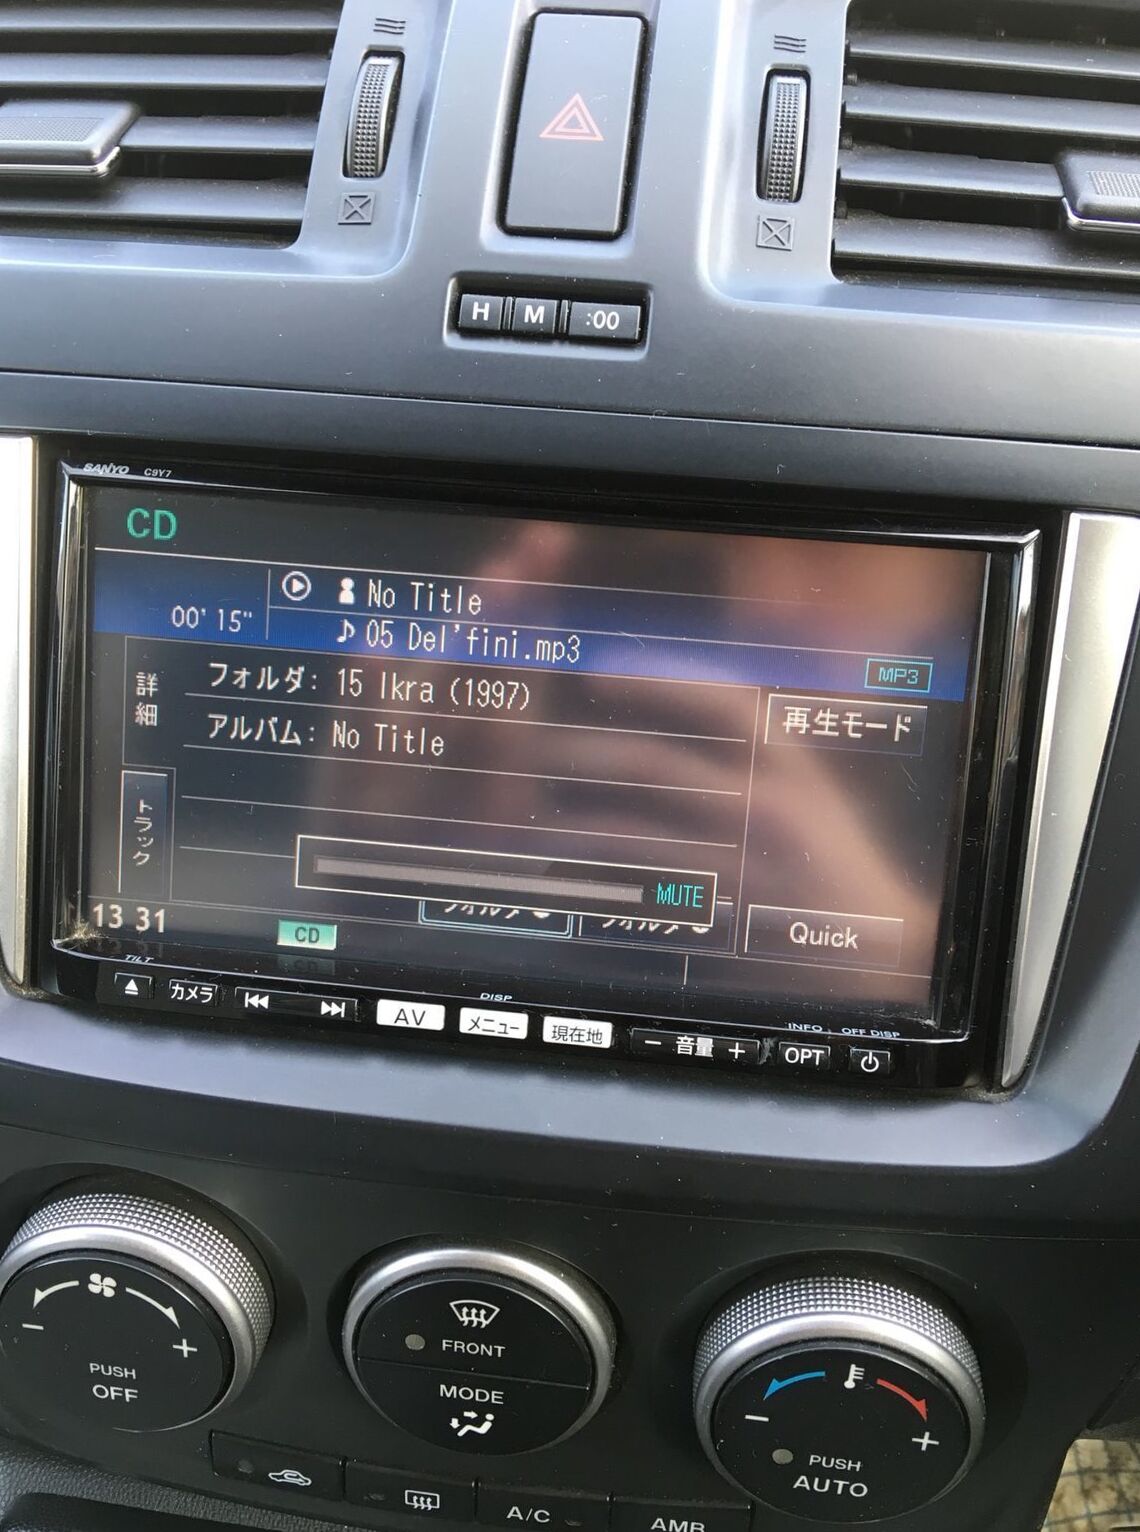 H M :00
SANYO C9Y7
CD
No Title
00' 15"
05 Del'fini.mp3
MP3
詳細
フォルダ: 15 Ikra (1997)
アルバム: No Title
再生モード
トラック
MUTE
13 31
CD
Quick
TILT
DISP
INFO OFF DISP
カメラ
AV
メニュー
現在地
− 音量 +
OPT
− +
PUSH
OFF
FRONT
MODE
− +
PUSH
AUTO
A/C
AMB